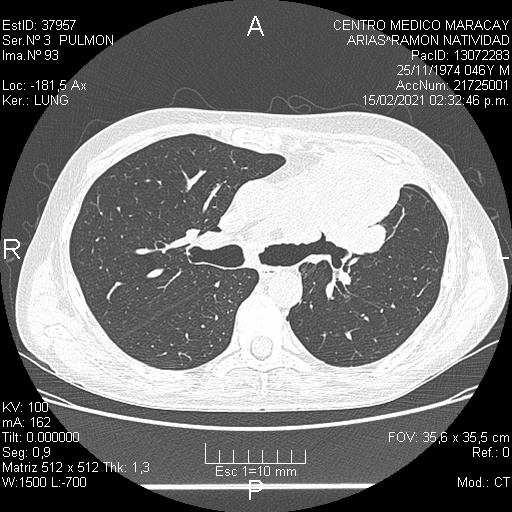 EstID: 37957
Ser.Nº 3 PULMON
Ima.Nº 93
Loc: -181,5 Ax
Ker.: LUNG
A
CENTRO MEDICO MARACAY
ARIAS^RAMON NATIVIDAD
PacID: 13072283
25/11/1974 046Y M
AccNum: 21725001
15/02/2021 02:32:46 p.m.
R
L
KV: 100
mA: 162
Tilt: 0.000000
Seg: 0,9
Matriz 512 x 512 Thk: 1,3
W:1500 L:-700
Esc 1=10 mm
P
FOV: 35,6 x 35,5 cm
Ref.: 0
Mod.: CT